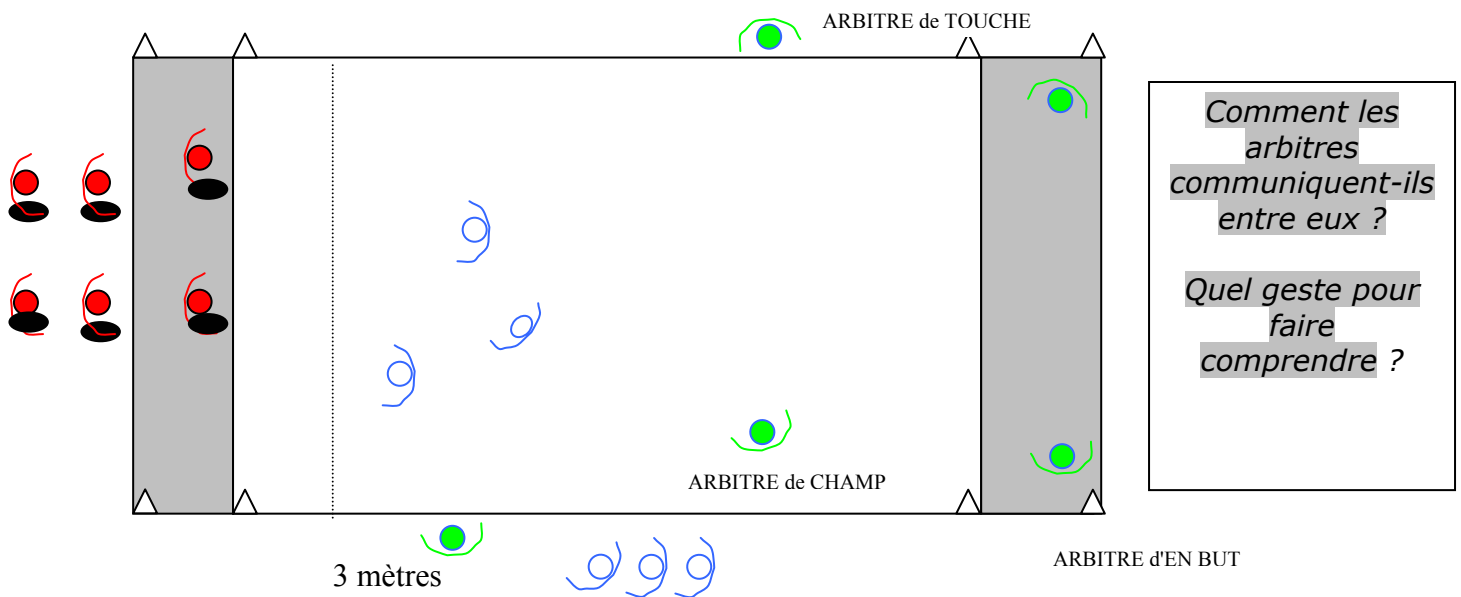 ARBITRE de TOUCHE
Comment les
arbitres
communiquent-ils
entre eux ?
Quel geste pour
faire
comprendre ?
ARBITRE de CHAMP
ARBITRE d'EN BUT
3 mètres